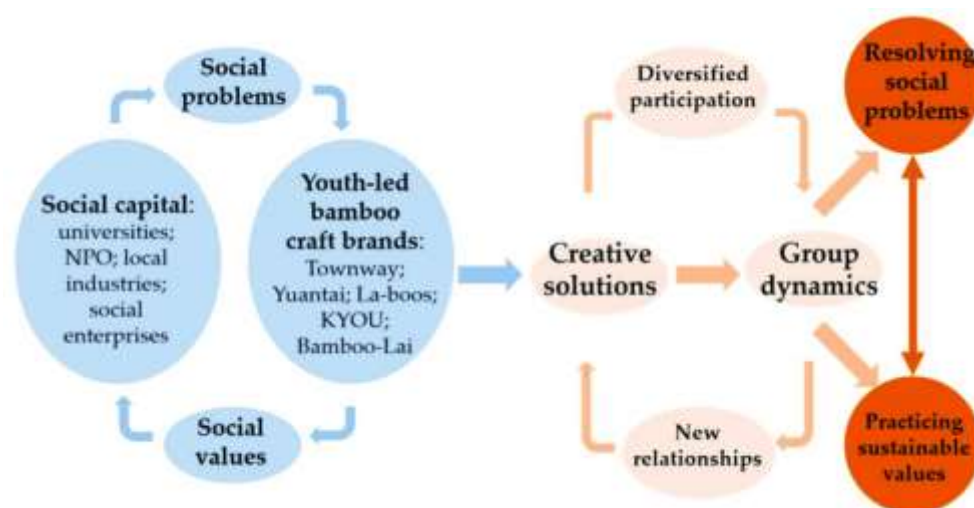 Social
problems
Social capital:
universities;
NPO; local
industries;
social
enterprises
Youth-led
bamboo
craft brands:
Townway;
Yuantai; La-boos;
KYOU;
Bamboo-Lai
Social
values
Diversified
participation
Creative
solutions
Group
dynamics
New
relationships
Resolving
social
problems
Practicing
sustainable
values